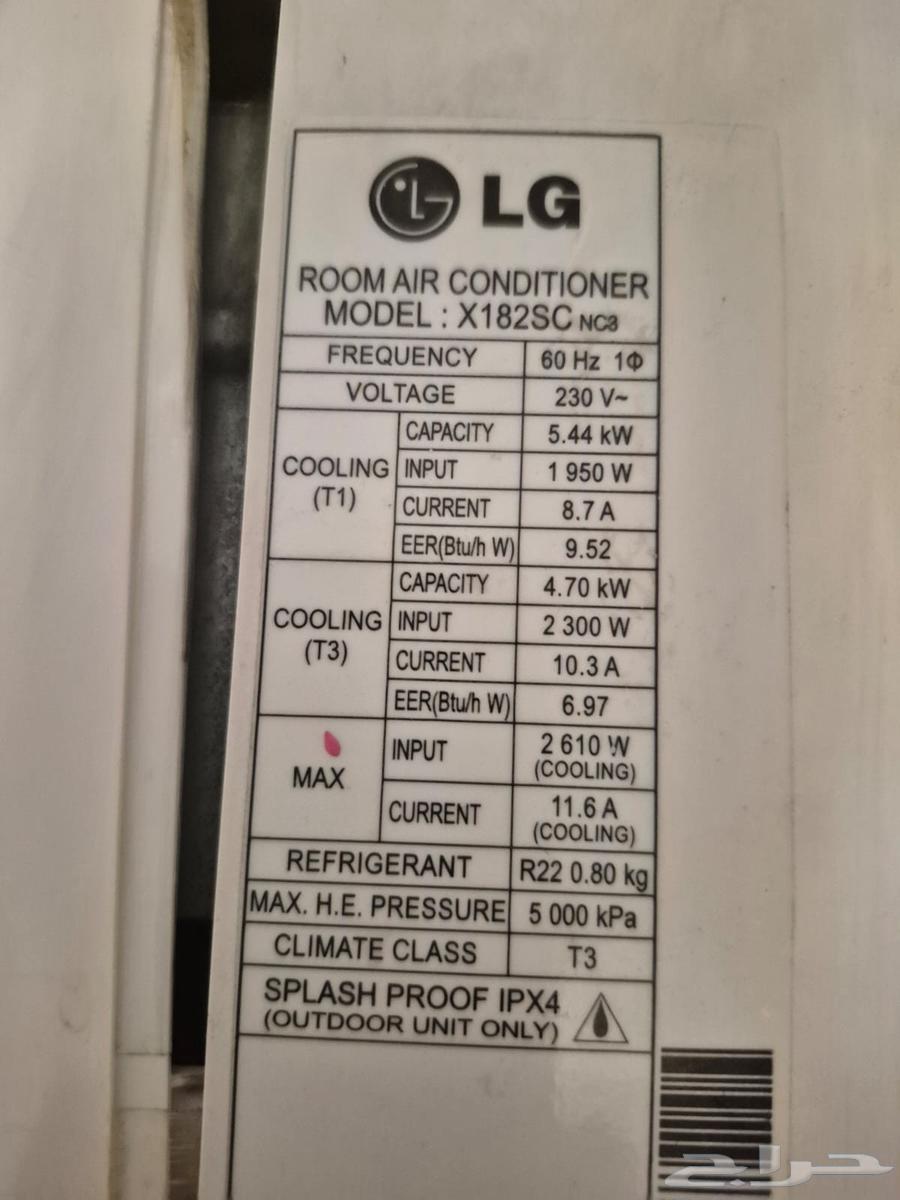 LG
ROOM AIR CONDITIONER
MODEL : X182SC NC3
FREQUENCY 60 Hz 1Φ
VOLTAGE 230 V~
COOLING (T1)
CAPACITY 5.44 kW
INPUT 1 950 W
CURRENT 8.7 A
EER(Btu/h W) 9.52
COOLING (T3)
CAPACITY 4.70 kW
INPUT 2 300 W
CURRENT 10.3 A
EER(Btu/h W) 6.97
MAX
INPUT 2 610 W (COOLING)
CURRENT 11.6 A (COOLING)
REFRIGERANT R22 0.80 kg
MAX. H.E. PRESSURE 5 000 kPa
CLIMATE CLASS T3
SPLASH PROOF IPX4
(OUTDOOR UNIT ONLY)
حراج